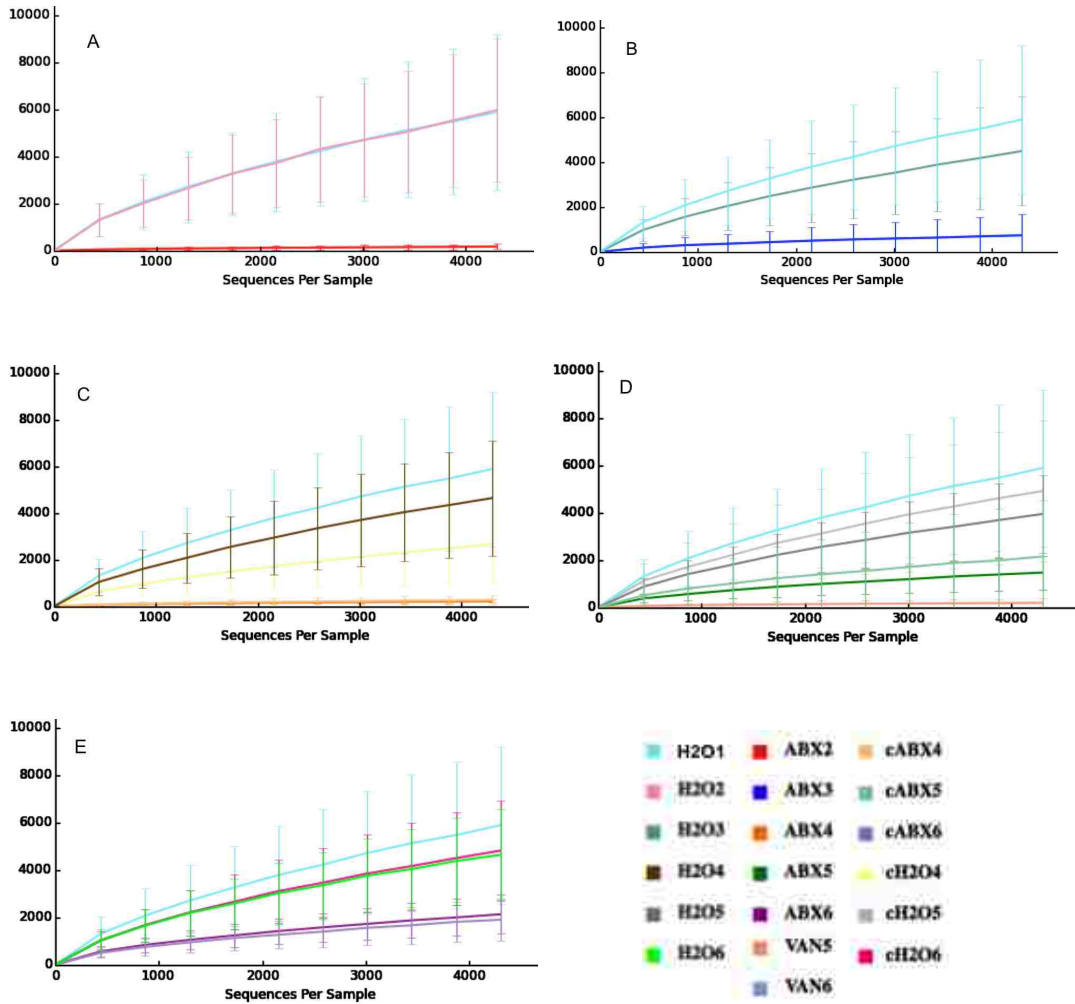 10000
8000
6000
4000
2000
0
A
0 1000 2000 3000 4000
Sequences Per Sample
10000
8000
6000
4000
2000
0
B
0 1000 2000 3000 4000
Sequences Per Sample
10000
8000
6000
4000
2000
0
C
0 1000 2000 3000 4000
Sequences Per Sample
10000
8000
6000
4000
2000
0
D
0 1000 2000 3000 4000
Sequences Per Sample
10000
8000
6000
4000
2000
0
E
0 1000 2000 3000 4000
Sequences Per Sample
H2O1 ABX2 cABX4
H2O2 ABX3 cABX5
H2O3 ABX4 cABX6
H2O4 ABX5 cH2O4
H2O5 ABX6 cH2O5
H2O6 VAN5 cH2O6
VAN6